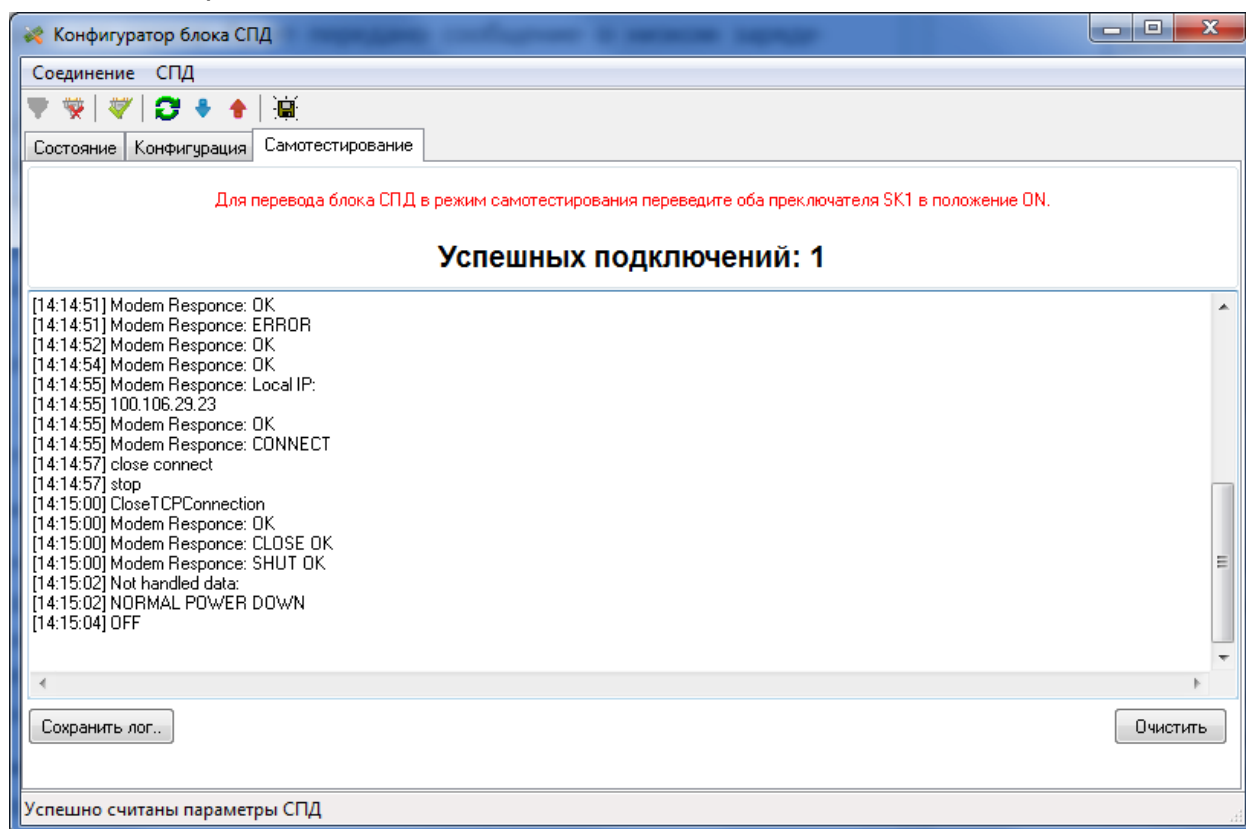 Конфигуратор блока СПД
Соединение СПД
Состояние Конфигурация Самотестирование
Для перевода блока СПД в режим самотестирования переведите оба преключателя SK1 в положение ON.
Успешных подключений: 1
[14:14:51] Modem Responce: OK
[14:14:51] Modem Responce: ERROR
[14:14:52] Modem Responce: OK
[14:14:54] Modem Responce: OK
[14:14:55] Modem Responce: Local IP:
[14:14:55] 100.106.29.23
[14:14:55] Modem Responce: OK
[14:14:55] Modem Responce: CONNECT
[14:14:57] close connect
[14:14:57] stop
[14:15:00] CloseTCPConnection
[14:15:00] Modem Responce: OK
[14:15:00] Modem Responce: CLOSE OK
[14:15:00] Modem Responce: SHUT OK
[14:15:02] Not handled data:
[14:15:02] NORMAL POWER DOWN
[14:15:04] OFF
Сохранить лог.. Очистить
Успешно считаны параметры СПД